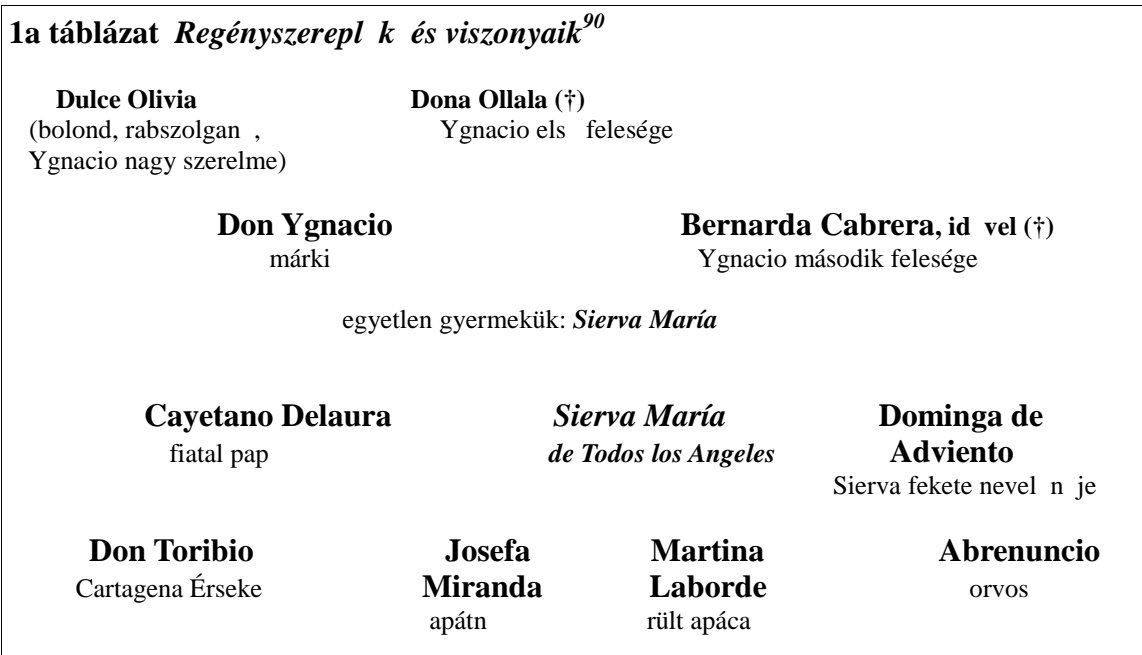 1a táblázat Regényszerepl k és viszonyaik90
Dulce Olivia Dona Ollala (†)
(bolond, rabszolgan , Ygnacio els felesége
Ygnacio nagy szerelme)
Don Ygnacio Bernarda Cabrera, id vel (†)
márki Ygnacio második felesége
egyetlen gyermekük: Sierva María
Cayetano Delaura Sierva María Dominga de
fiatal pap de Todos los Angeles Adviento
Sierva fekete nevel n je
Don Toribio Josefa Martina Abrenuncio
Cartagena Érseke Miranda Laborde orvos
apátn rült apáca